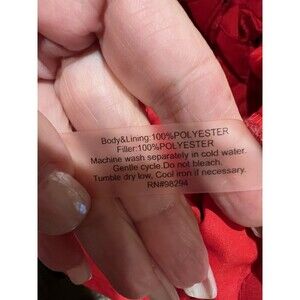 Body&Lining:100%POLYESTER
Filler:100%POLYESTER
Machine wash separately in cold water.
Gentle cycle.Do not bleach.
Tumble dry low, Cool iron if necessary.
RN#98294